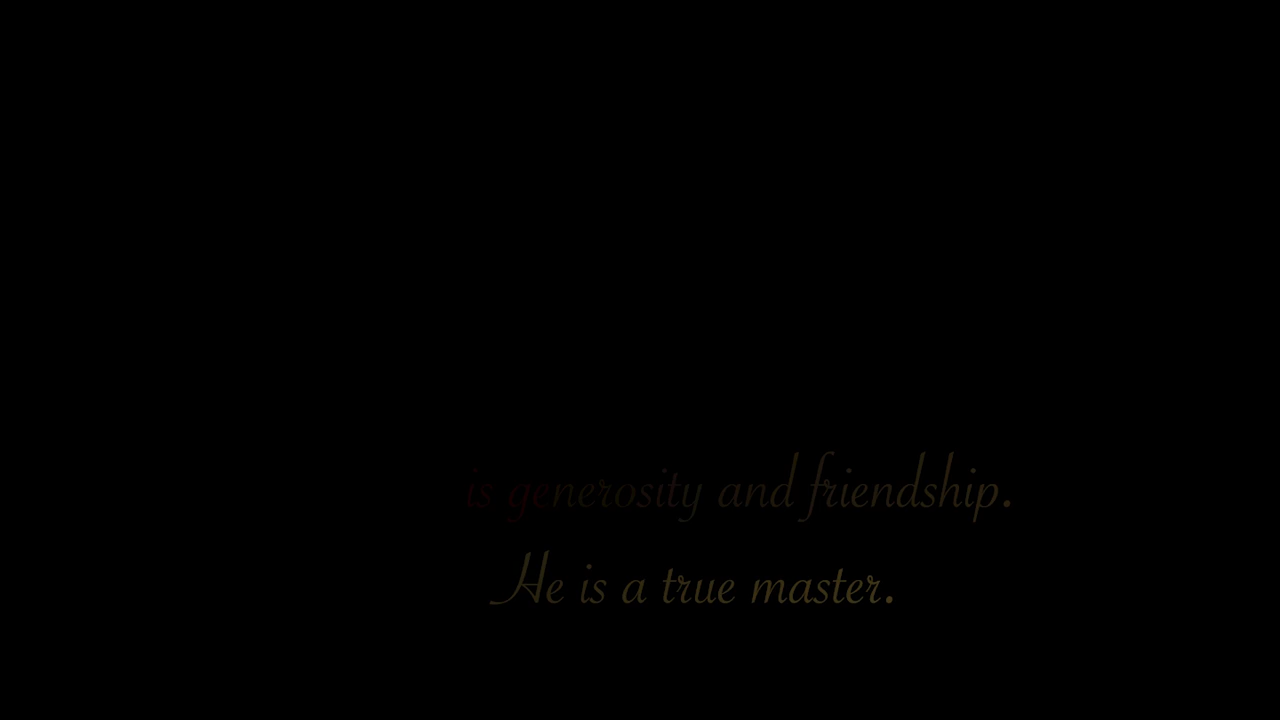 is generosity and friendship.
He is a true master.